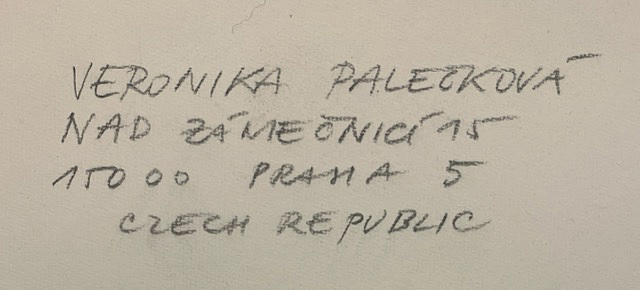 VERONIKA PALEČKOVÁ
NAD ZÁMEČNICÍ 15
150 00 PRAHA 5
CZECH REPUBLIC